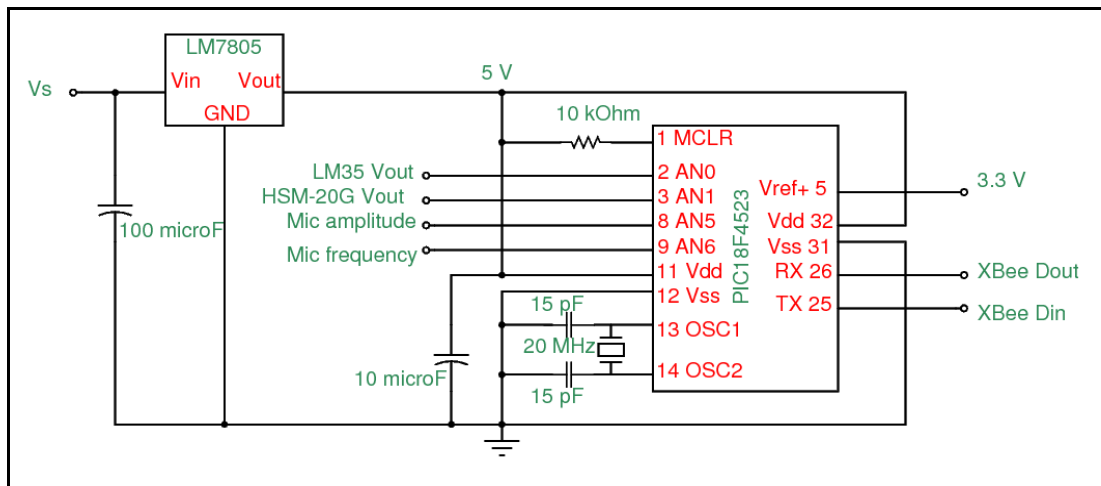 LM7805
Vs
Vin
Vout
GND
5 V
10 kOhm
100 microF
LM35 Vout
HSM-20G Vout
Mic amplitude
Mic frequency
10 microF
15 pF
20 MHz
15 pF
1 MCLR
2 AN0
3 AN1
8 AN5
9 AN6
11 Vdd
12 Vss
13 OSC1
14 OSC2
PIC18F4523
Vref+ 5
Vdd 32
Vss 31
RX 26
TX 25
3.3 V
XBee Dout
XBee Din